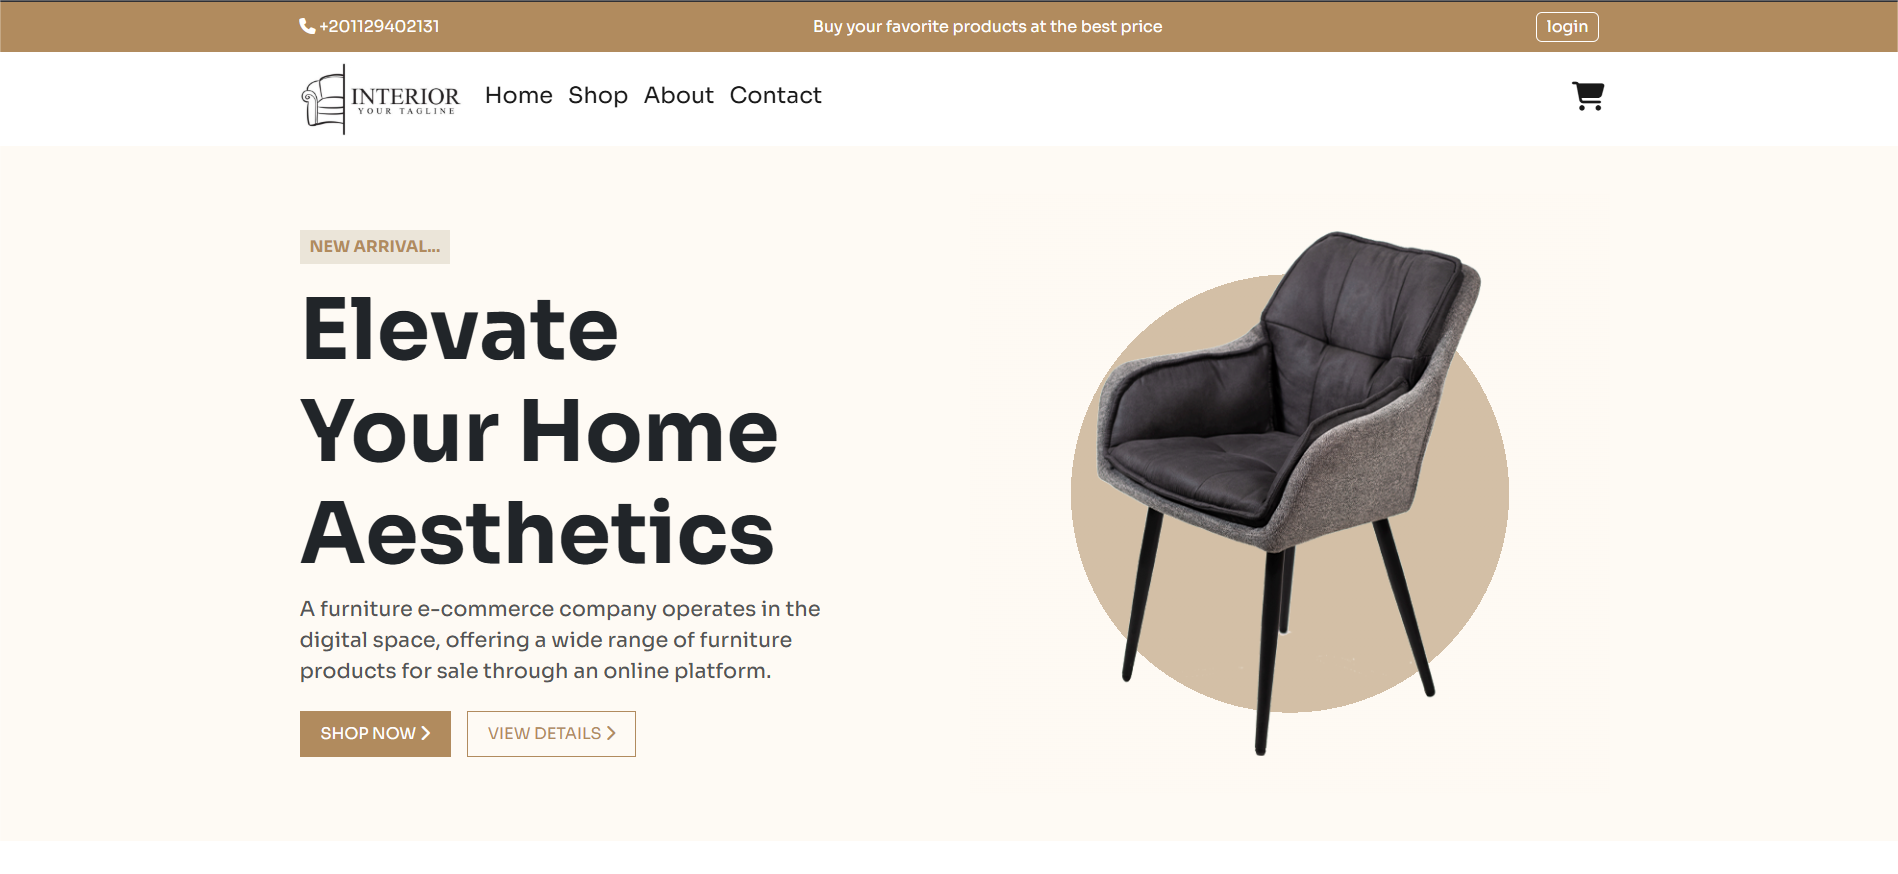 +201129402131
Buy your favorite products at the best price
login
INTERIOR
YOUR TAGLINE
Home Shop About Contact
NEW ARRIVAL...
Elevate
Your Home
Aesthetics
A furniture e-commerce company operates in the
digital space, offering a wide range of furniture
products for sale through an online platform.
SHOP NOW
VIEW DETAILS